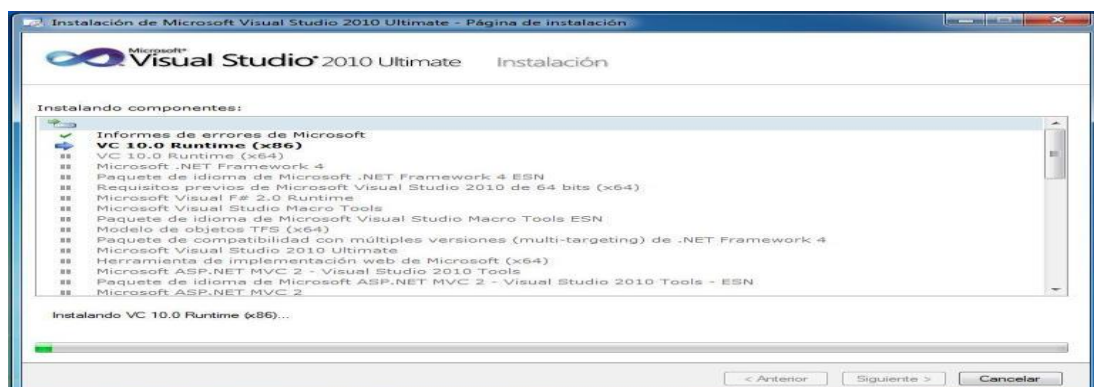 Instalación de Microsoft Visual Studio 2010 Ultimate - Página de instalación
Microsoft®
Visual Studio® 2010 Ultimate Instalación
Instalando componentes:
Informes de errores de Microsoft
VC 10.0 Runtime (x86)
VC 10.0 Runtime (x64)
Microsoft .NET Framework 4
Paquete de idioma de Microsoft .NET Framework 4 ESN
Requisitos previos de Microsoft Visual Studio 2010 de 64 bits (x64)
Microsoft Visual F# 2.0 Runtime
Microsoft Visual Studio Macro Tools
Paquete de idioma de Microsoft Visual Studio Macro Tools ESN
Modelo de objetos TFS (x64)
Paquete de compatibilidad con múltiples versiones (multi-targeting) de .NET Framework 4
Microsoft Visual Studio 2010 Ultimate
Herramienta de implementación web de Microsoft (x64)
Microsoft ASP.NET MVC 2 - Visual Studio 2010 Tools
Paquete de idioma de Microsoft ASP.NET MVC 2 - Visual Studio 2010 Tools - ESN
Microsoft ASP.NET MVC 2
Instalando VC 10.0 Runtime (x86)...
< Anterior Siguiente > Cancelar